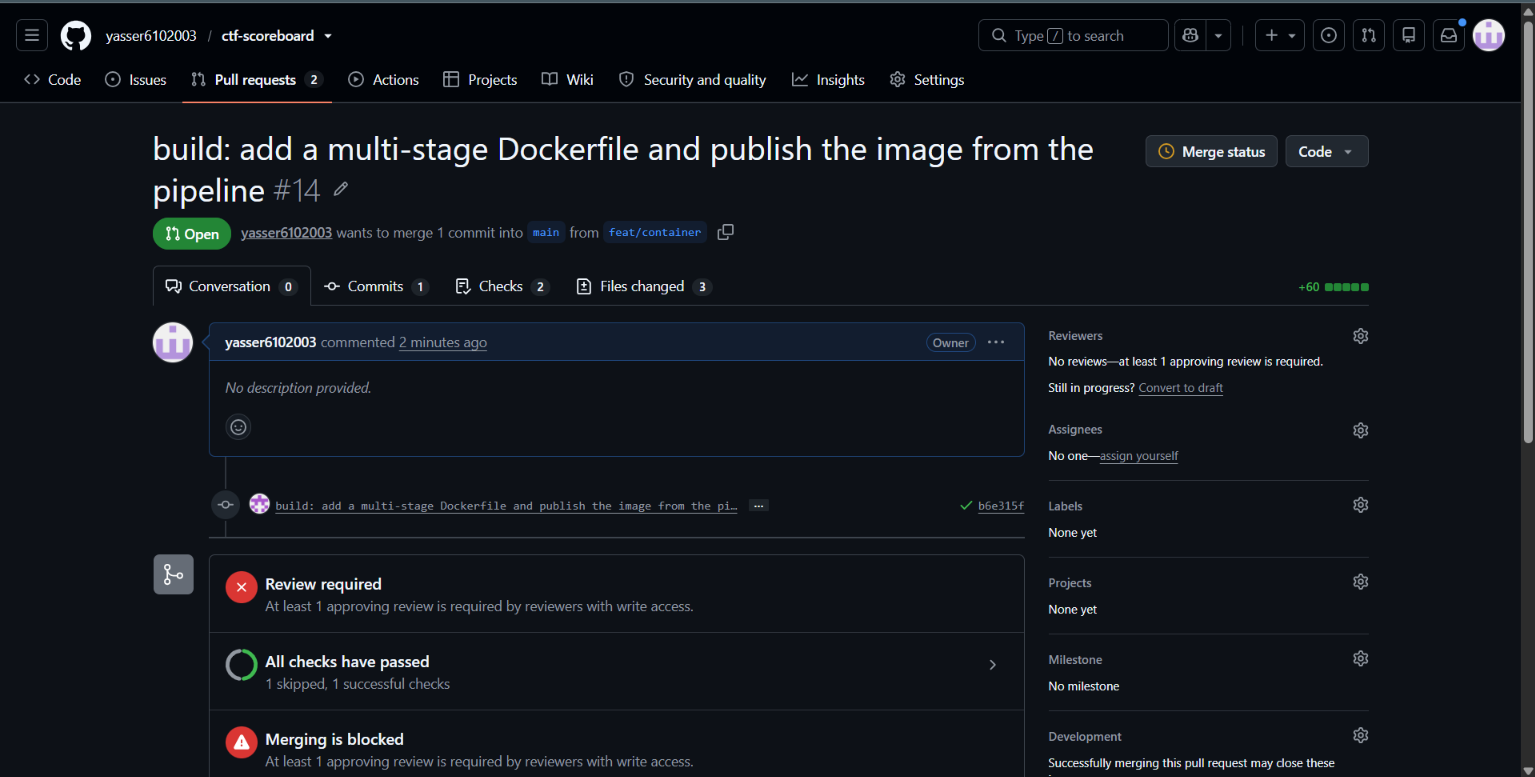 yasser6102003 / ctf-scoreboard
Type / to search
Code
Issues
Pull requests 2
Actions
Projects
Wiki
Security and quality
Insights
Settings
build: add a multi-stage Dockerfile and publish the image from the
pipeline #14
Merge status
Code
Open
yasser6102003 wants to merge 1 commit into main from feat/container
Conversation 0
Commits 1
Checks 2
Files changed 3
+60
yasser6102003 commented 2 minutes ago
Owner
No description provided.
build: add a multi-stage Dockerfile and publish the image from the pi…
b6e315f
Review required
At least 1 approving review is required by reviewers with write access.
All checks have passed
1 skipped, 1 successful checks
Merging is blocked
At least 1 approving review is required by reviewers with write access.
Reviewers
No reviews—at least 1 approving review is required.
Still in progress? Convert to draft
Assignees
No one—assign yourself
Labels
None yet
Projects
None yet
Milestone
No milestone
Development
Successfully merging this pull request may close these